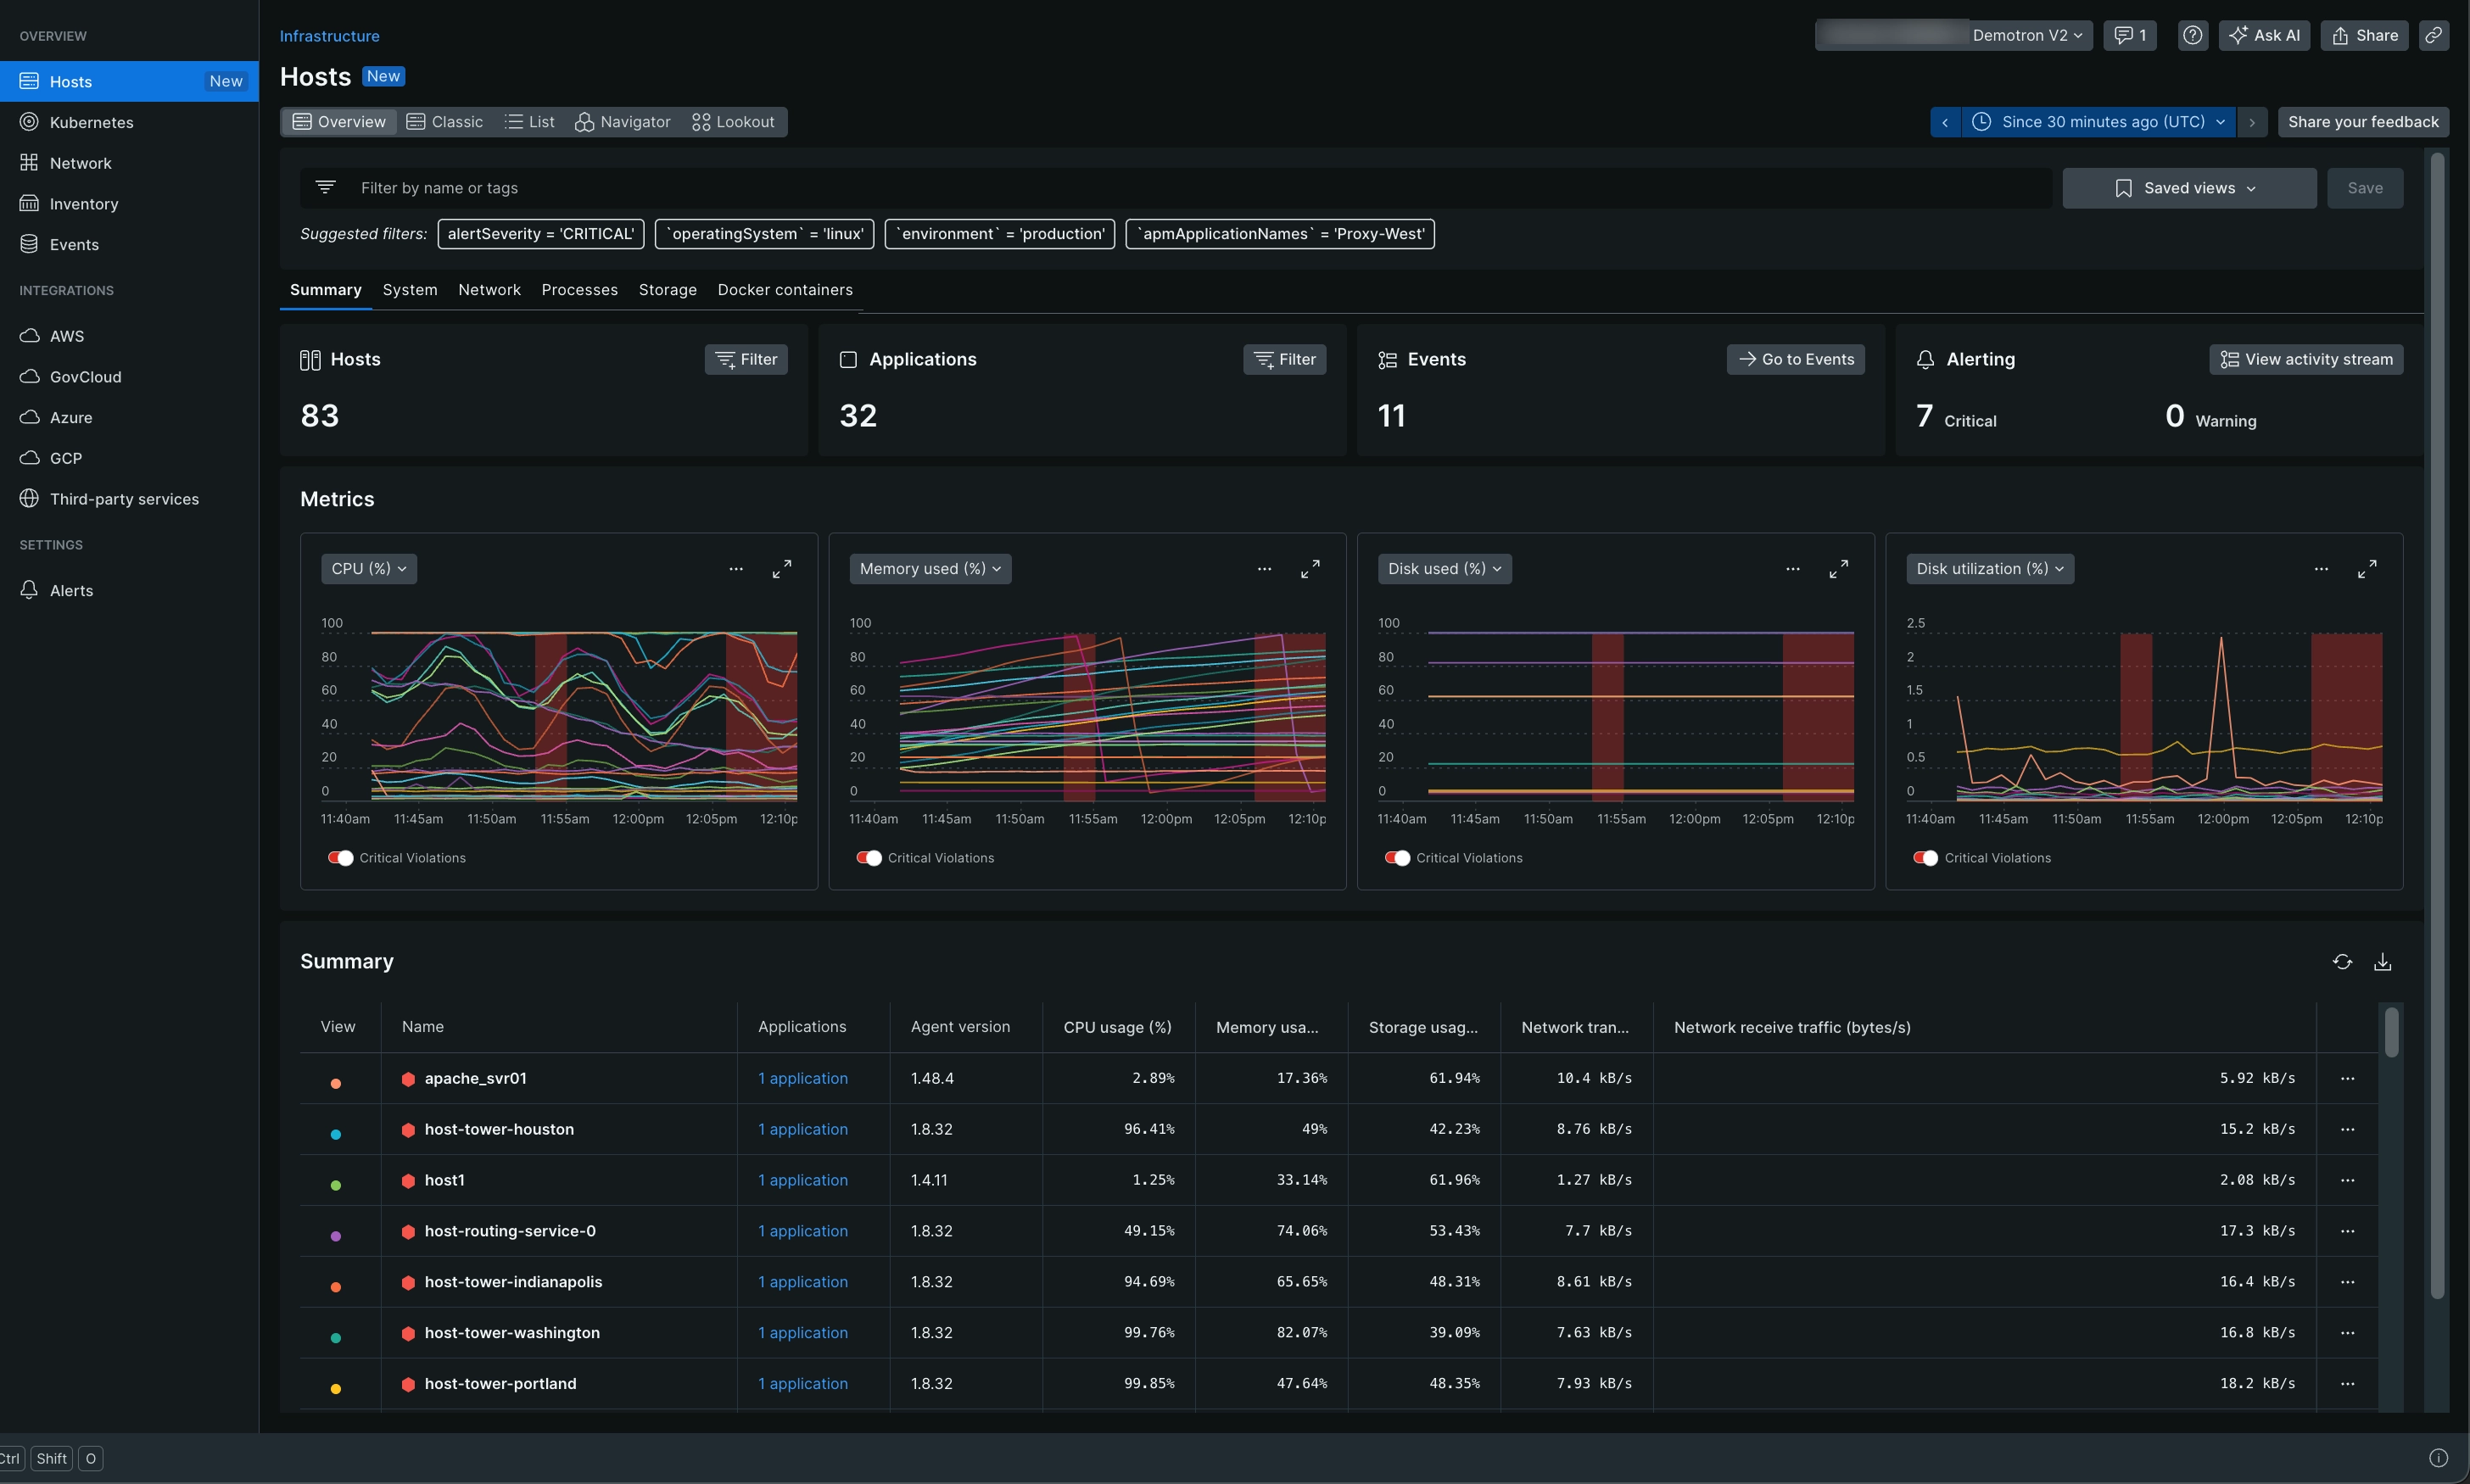 OVERVIEW
Hosts New
Kubernetes
Network
Inventory
Events
INTEGRATIONS
AWS
GovCloud
Azure
GCP
Third-party services
SETTINGS
Alerts
Infrastructure
Demotron V2 1 Ask AI Share
Hosts New
Overview Classic List Navigator Lookout
Since 30 minutes ago (UTC) Share your feedback
Filter by name or tags
Saved views Save
Suggested filters: alertSeverity = 'CRITICAL' `operatingSystem` = 'linux' `environment` = 'production' `apmApplicationNames` = 'Proxy-West'
Summary System Network Processes Storage Docker containers
Hosts Filter
83
Applications Filter
32
Events Go to Events
11
Alerting View activity stream
7 Critical 0 Warning
Metrics
CPU (%) ...
100
80
60
40
20
0
11:40am 11:45am 11:50am 11:55am 12:00pm 12:05pm 12:10p
Critical Violations
Memory used (%) ...
100
80
60
40
20
0
11:40am 11:45am 11:50am 11:55am 12:00pm 12:05pm 12:10p
Critical Violations
Disk used (%) ...
100
80
60
40
20
0
11:40am 11:45am 11:50am 11:55am 12:00pm 12:05pm 12:10p
Critical Violations
Disk utilization (%) ...
2.5
2
1.5
1
0.5
0
11:40am 11:45am 11:50am 11:55am 12:00pm 12:05pm 12:10p
Critical Violations
Summary
View Name Applications Agent version CPU usage (%) Memory usa... Storage usag... Network tran... Network receive traffic (bytes/s)
apache_svr01 1 application 1.48.4 2.89% 17.36% 61.94% 10.4 kB/s 5.92 kB/s ...
host-tower-houston 1 application 1.8.32 96.41% 49% 42.23% 8.76 kB/s 15.2 kB/s ...
host1 1 application 1.4.11 1.25% 33.14% 61.96% 1.27 kB/s 2.08 kB/s ...
host-routing-service-0 1 application 1.8.32 49.15% 74.06% 53.43% 7.7 kB/s 17.3 kB/s ...
host-tower-indianapolis 1 application 1.8.32 94.69% 65.65% 48.31% 8.61 kB/s 16.4 kB/s ...
host-tower-washington 1 application 1.8.32 99.76% 82.07% 39.09% 7.63 kB/s 16.8 kB/s ...
host-tower-portland 1 application 1.8.32 99.85% 47.64% 48.35% 7.93 kB/s 18.2 kB/s ...
Ctrl Shift O